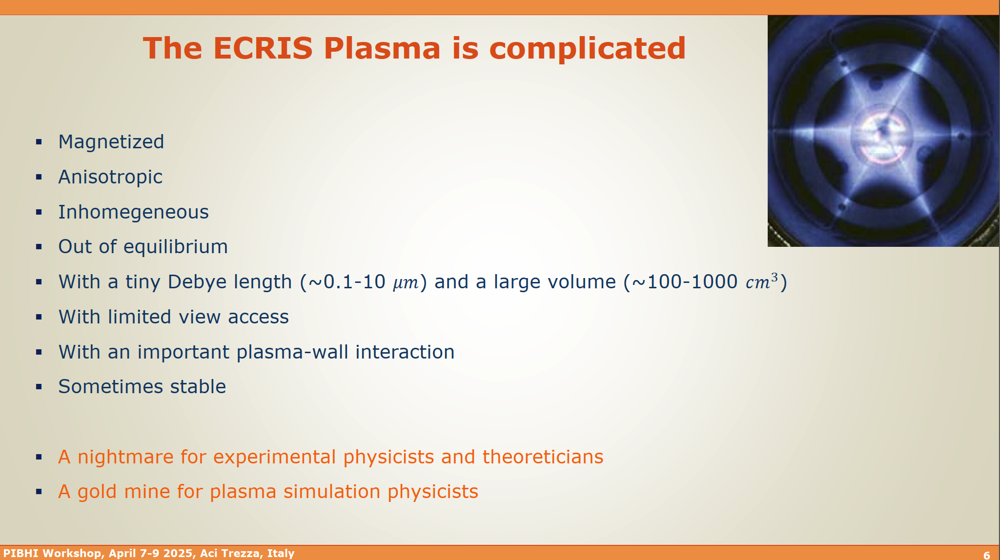 The ECRIS Plasma is complicated
▪ Magnetized
▪ Anisotropic
▪ Inhomegeneous
▪ Out of equilibrium
▪ With a tiny Debye length (~0.1-10 μm) and a large volume (~100-1000 cm³)
▪ With limited view access
▪ With an important plasma-wall interaction
▪ Sometimes stable
▪ A nightmare for experimental physicists and theoreticians
▪ A gold mine for plasma simulation physicists
PIBHI Workshop, April 7-9 2025, Aci Trezza, Italy
6